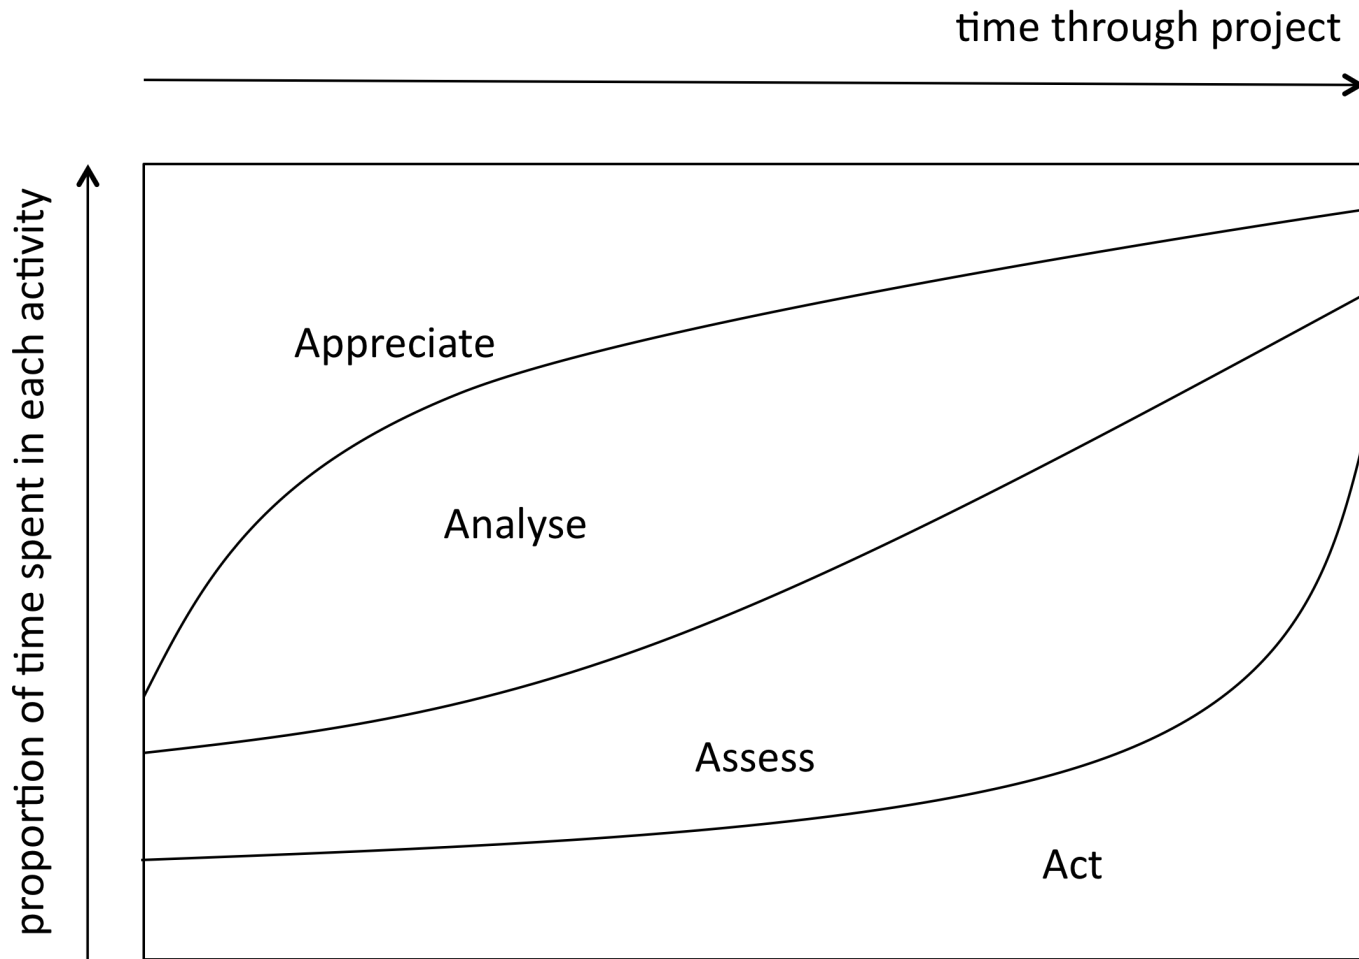 time through project
proportion of time spent in each activity
Appreciate
Analyse
Assess
Act